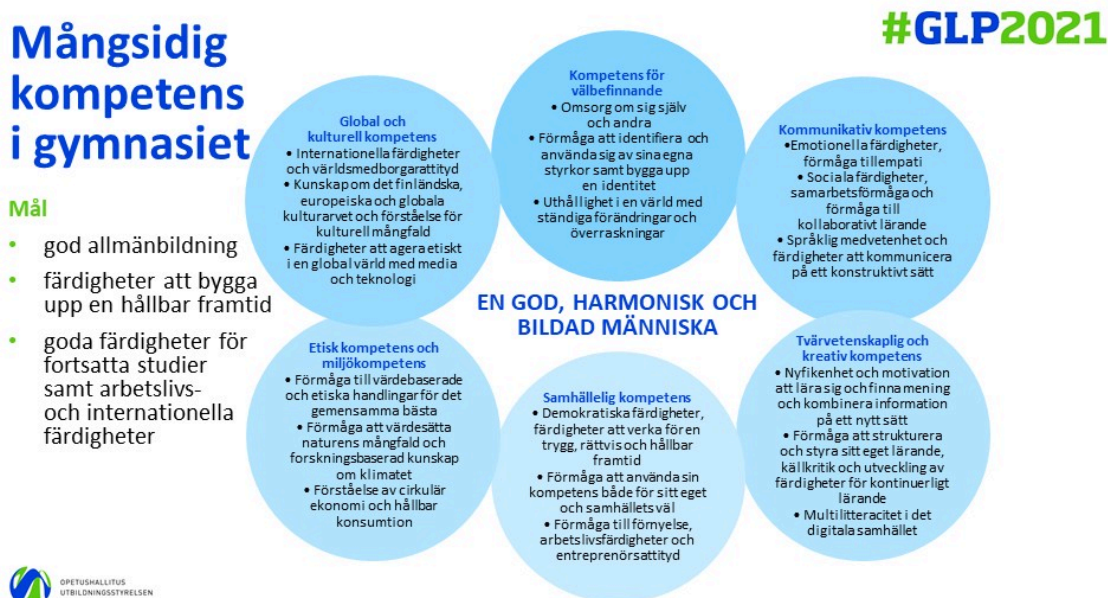 Mångsidig
kompetens
i gymnasiet
#GLP2021
Mål
• god allmänbildning
• färdigheter att bygga
upp en hållbar framtid
• goda färdigheter för
fortsatta studier
samt arbetslivs-
och internationella
färdigheter
Global och
kulturell kompetens
• Internationella färdigheter
och världsmedborgarattityd
• Kunskap om det finländska,
europeiska och globala
kulturarvet och förståelse för
kulturell mångfald
• Färdigheter att agera etiskt
i en global värld med media
och teknologi
Kompetens för
välbefinnande
• Omsorg om sig själv
och andra
• Förmåga att identifiera och
använda sig av sina egna
styrkor samt bygga upp
en identitet
• Uthållighet i en värld med
ständiga förändringar och
överraskningar
Kommunikativ kompetens
•Emotionella färdigheter,
förmåga till empati
• Sociala färdigheter,
samarbetsförmåga och
förmåga till
kollaborativt lärande
• Språklig medvetenhet och
färdigheter att kommunicera
på ett konstruktivt sätt
EN GOD, HARMONISK OCH
BILDAD MÄNNISKA
Etisk kompetens och
miljökompetens
• Förmåga till värdebaserade
och etiska handlingar för det
gemensamma bästa
• Förmåga att värdesätta
naturens mångfald och
forskningsbaserad kunskap
om klimatet
• Förståelse av cirkulär
ekonomi och hållbar
konsumtion
Samhällelig kompetens
• Demokratiska färdigheter,
färdigheter att verka för en
trygg, rättvis och hållbar
framtid
• Förmåga att använda sin
kompetens både för sitt eget
och samhällets väl
• Förmåga till förnyelse,
arbetslivsfärdigheter och
entreprenörsattityd
Tvärvetenskaplig och
kreativ kompetens
• Nyfikenhet och motivation
att lära sig och finna mening
och kombinera information
på ett nytt sätt
• Förmåga att strukturera
och styra sitt eget lärande,
källkritik och utveckling av
färdigheter för kontinuerligt
lärande
• Multilitteracitet i det
digitala samhället
OPETUSHALLITUS
UTBILDNINGSSTYRELSEN